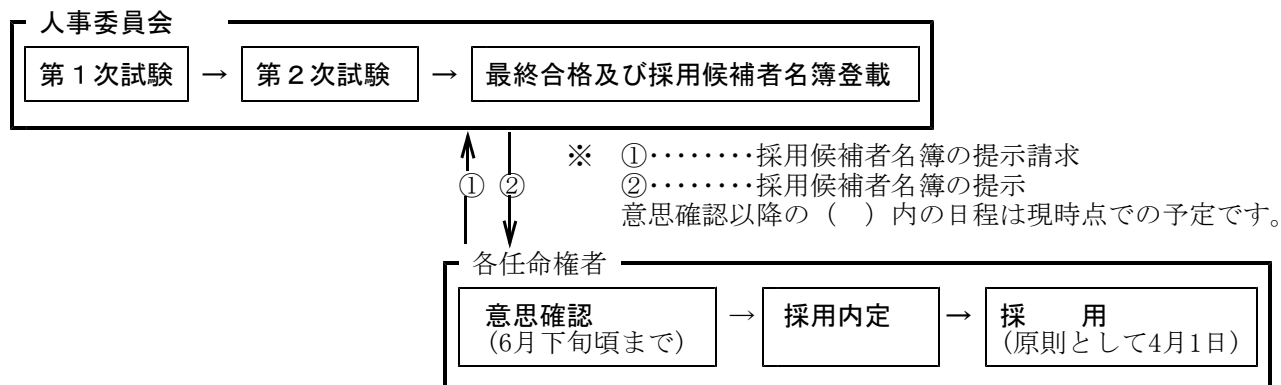 人事委員会
第1次試験 → 第2次試験 → 最終合格及び採用候補者名簿登載
① ②
※ ①‥‥‥‥採用候補者名簿の提示請求
②‥‥‥‥採用候補者名簿の提示
意思確認以降の( )内の日程は現時点での予定です。
各任命権者
意思確認 → 採用内定 → 採 用
(6月下旬頃まで) (原則として4月1日)